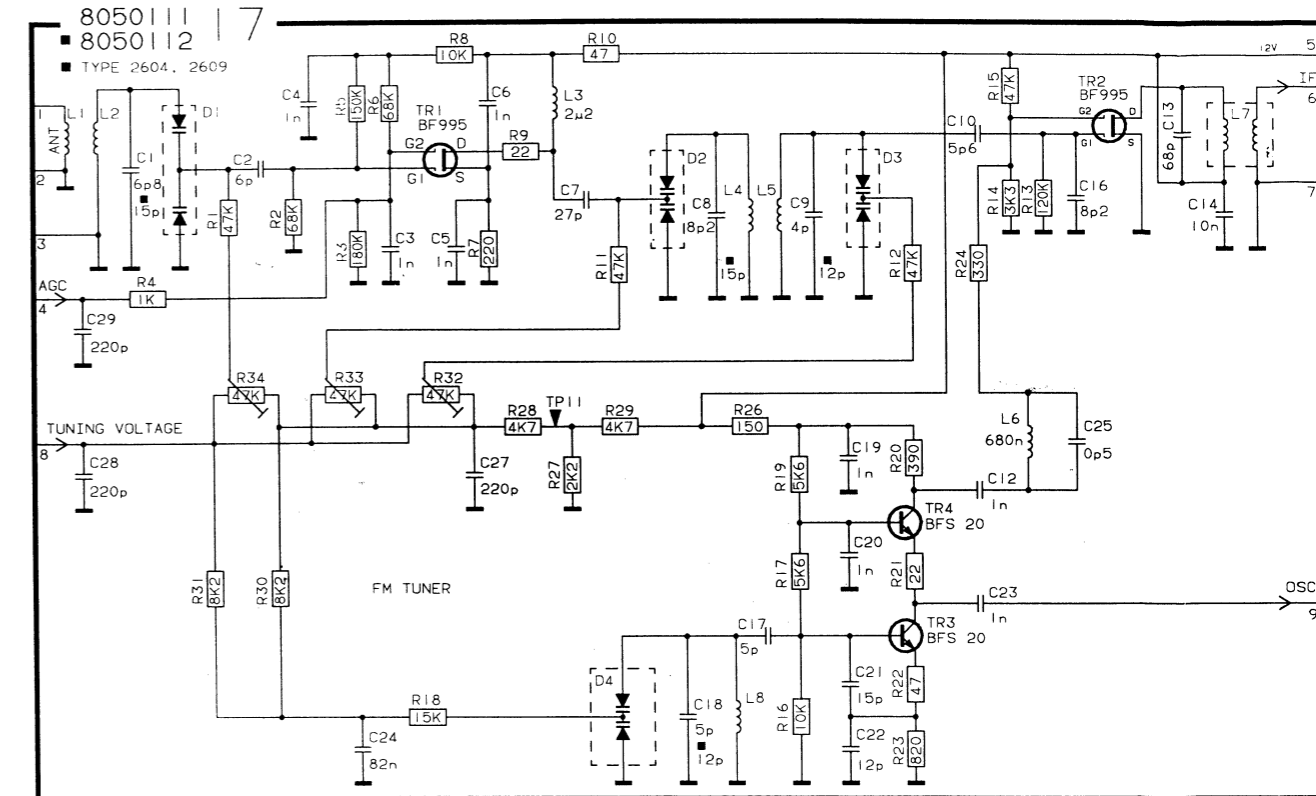 8050111 17
■ 8050112
■ TYPE 2604, 2609
R8
10K
R10
47
12V 5
C4
1n
R5
150K
R6
68K
TR1
BF995
C6
1n
L3
2µ2
R9
22
G2 D
G1 S
R15
47K
TR2
BF995
G2 D
G1 S
C13
68p
L7
IF
6
1 L1 L2
ANT
2
C1
6p8
■
15p
D1
C2
6p
R1
47K
R2
68K
R3
180K
C3
1n
C5
1n
R7
220
C7
27p
R11
47K
D2
C8
8p2
■
15p
L4 L5
C9
4p
■
12p
D3
R12
47K
C10
5p6
R14
3K3
R13
120K
C16
8p2
C14
10n
7
R24
330
3
AGC
4
R4
1K
C29
220p
R34
47K
R33
47K
R32
47K
TP11
R28
4K7
R29
4K7
R26
150
TUNING VOLTAGE
8
C28
220p
C27
220p
R27
2K2
R19
5K6
C19
1n
R20
390
L6
680n
C25
0p5
C12
1n
TR4
BFS 20
C20
1n
R17
5K6
R21
22
C23
1n
OSC
9
R31
8K2
R30
8K2
FM TUNER
C17
5p
TR3
BFS 20
D4
C18
5p
■
12p
L8
R16
10K
C21
15p
R22
47
C22
12p
R23
820
R18
15K
C24
82n